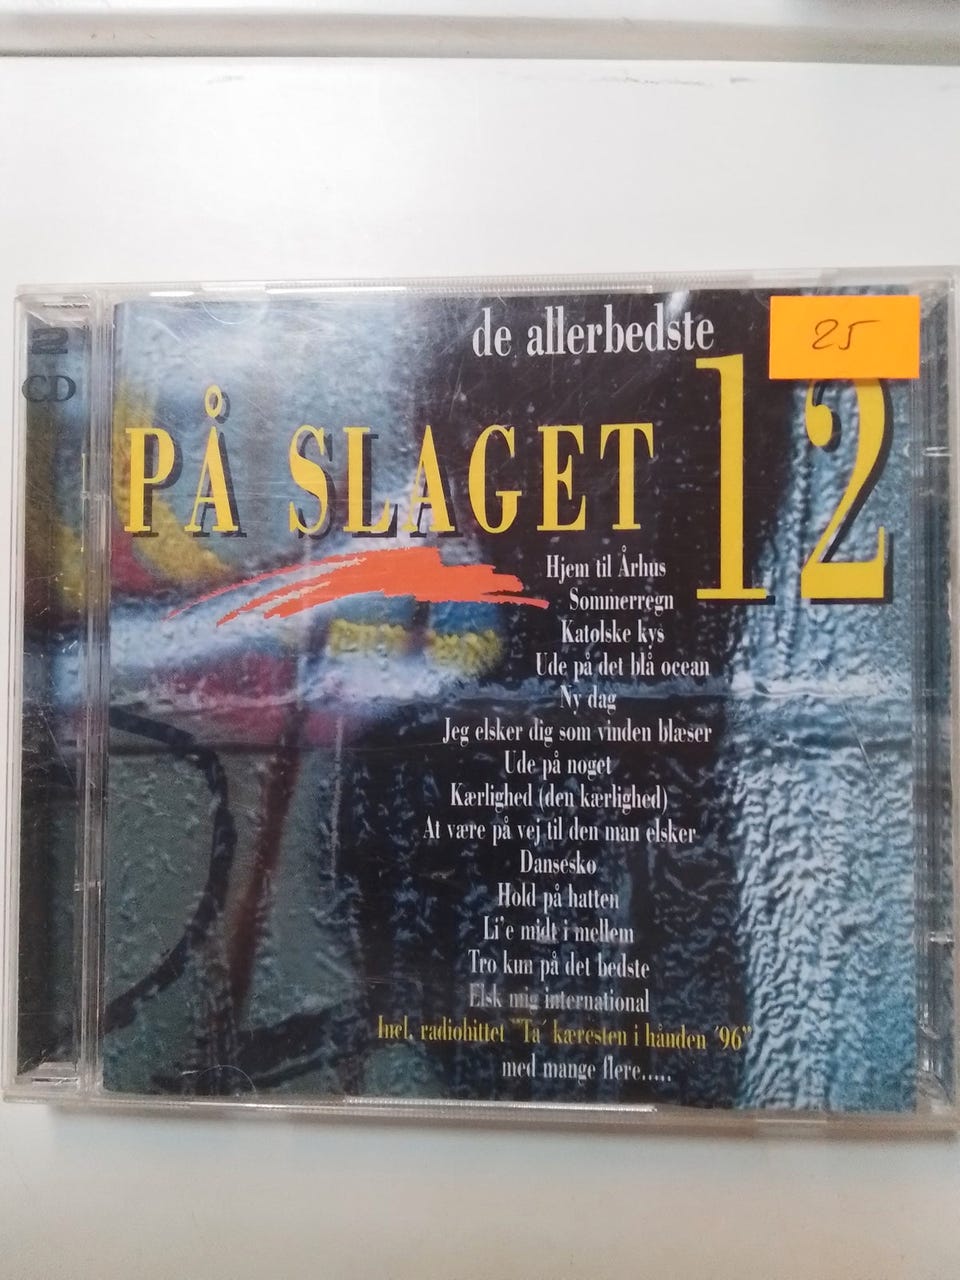 2
CD
de allerbedste
25
PÅ SLAGET 12
Hjem til Århus
Sommerregn
Katolske kys
Ude på det blå ocean
Ny dag
Jeg elsker dig som vinden blæser
Ude på noget
Kærlighed (den kærlighed)
At være på vej til den man elsker
Dansesko
Hold på hatten
Li'e midt i mellem
Tro kun på det bedste
Elsk mig international
Incl. radiohittet "Ta' kæresten i hånden '96"
med mange flere.....